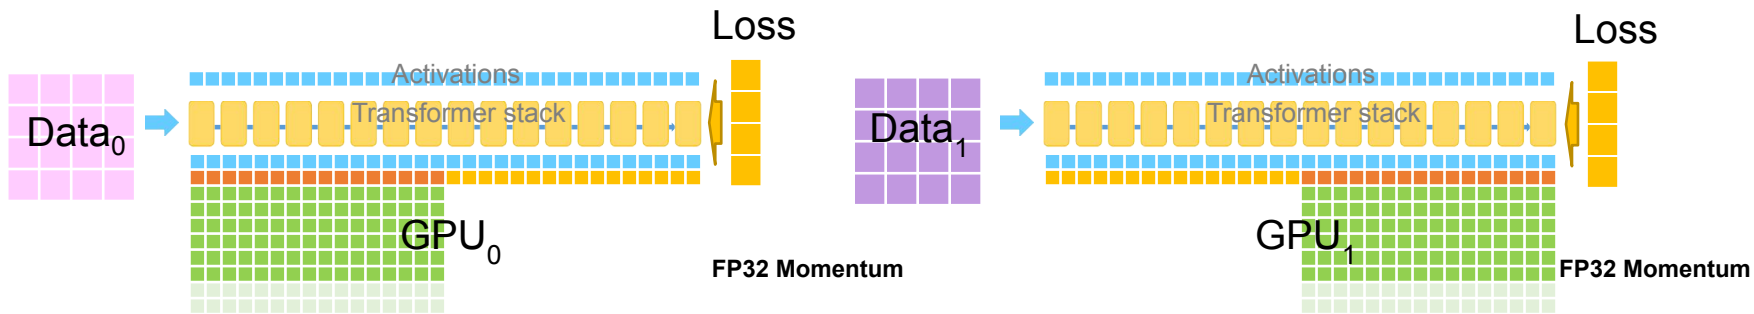 Loss
Activations
Transformer stack
Data0
GPU0
FP32 Momentum
Loss
Activations
Transformer stack
Data1
GPU1
FP32 Momentum